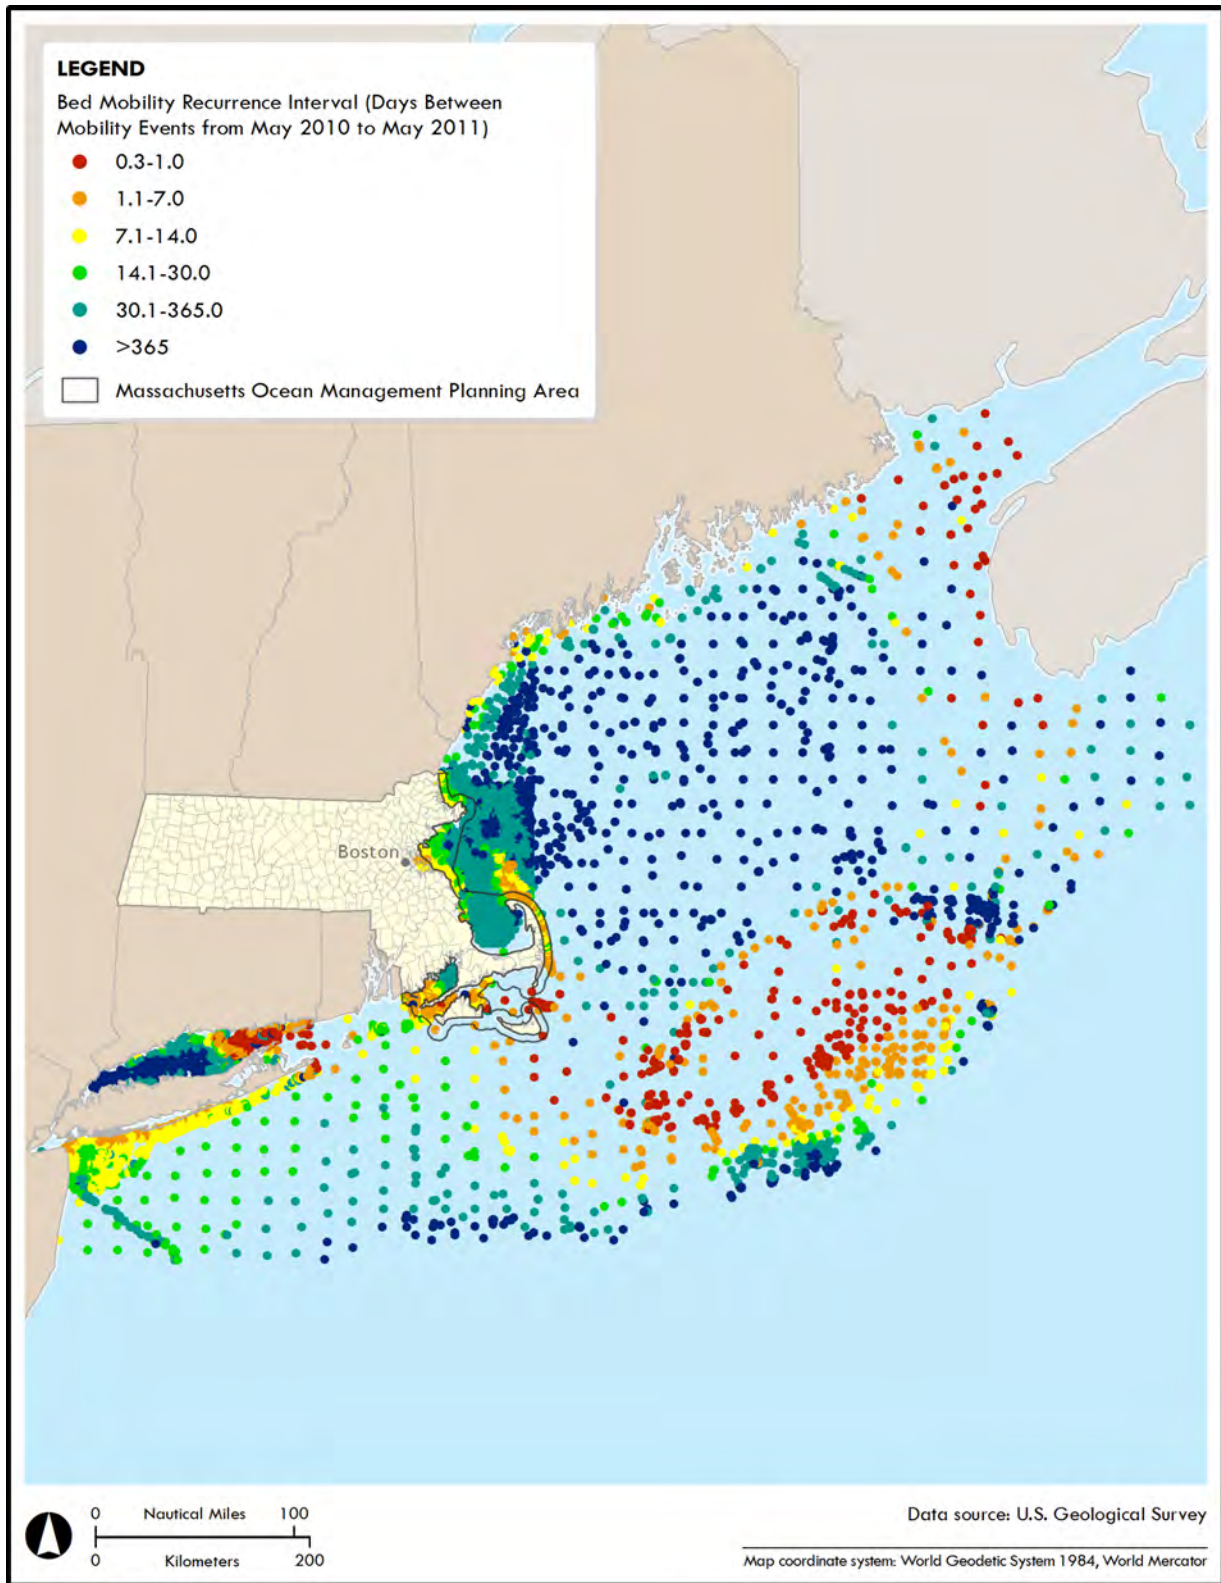 LEGEND
Bed Mobility Recurrence Interval (Days Between
Mobility Events from May 2010 to May 2011)
0.3-1.0
1.1-7.0
7.1-14.0
14.1-30.0
30.1-365.0
>365
Massachusetts Ocean Management Planning Area
Boston
0 Nautical Miles 100
0 Kilometers 200
Data source: U.S. Geological Survey
Map coordinate system: World Geodetic System 1984, World Mercator